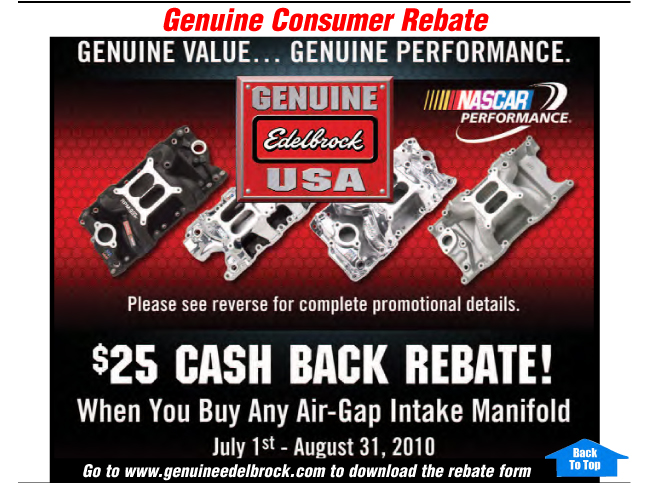 Genuine Consumer Rebate
GENUINE VALUE... GENUINE PERFORMANCE.
GENUINE
Edelbrock
USA
NASCAR
PERFORMANCE.
Please see reverse for complete promotional details.
$25 CASH BACK REBATE!
When You Buy Any Air-Gap Intake Manifold
July 1st - August 31, 2010
Go to www.genuineedelbrock.com to download the rebate form
Back
To Top